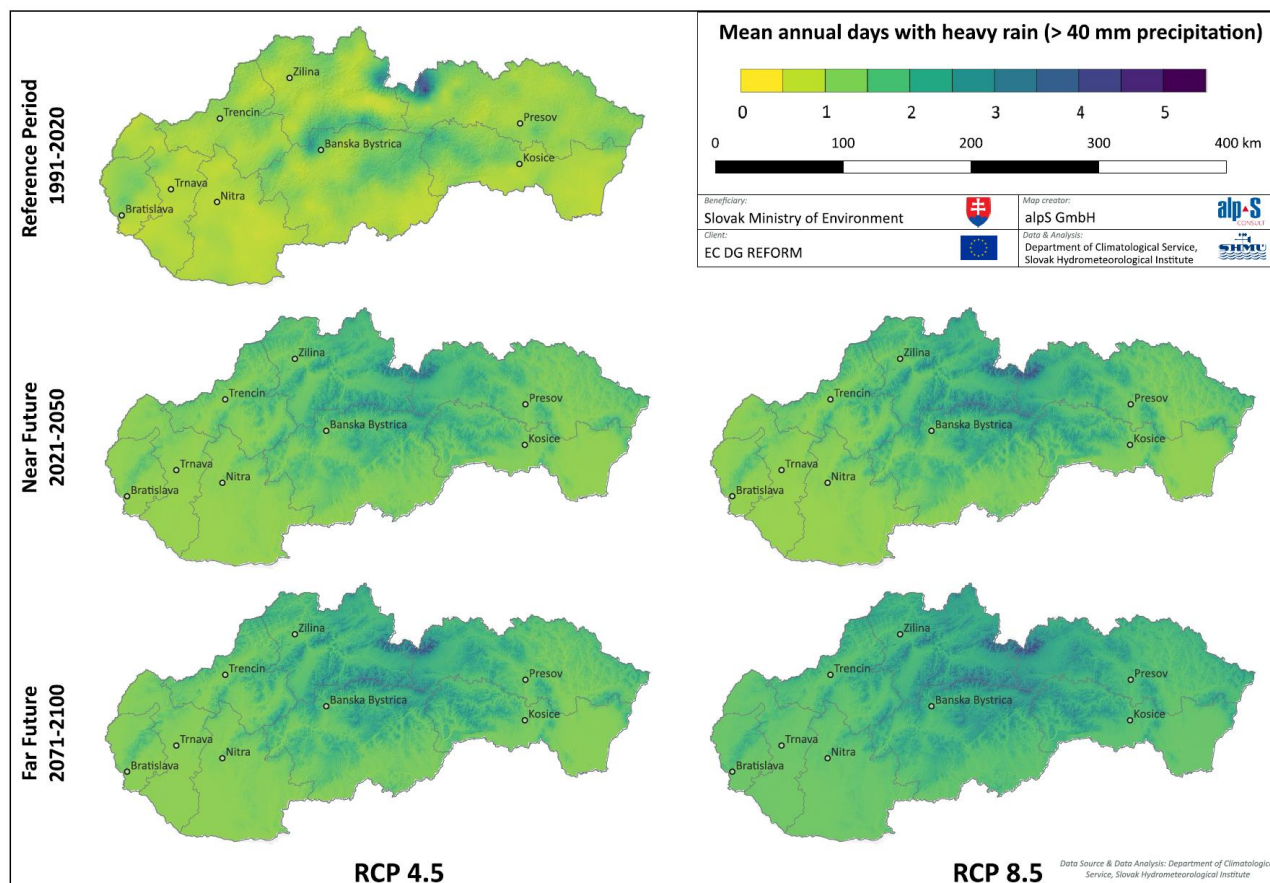 Mean annual days with heavy rain (> 40 mm precipitation)
0 1 2 3 4 5
0 100 200 300 400 km
Beneficiary:
Slovak Ministry of Environment
Map creator:
alpS GmbH
alpS
CONSULT
Client:
EC DG REFORM
Data & Analysis:
Department of Climatological Service,
Slovak Hydrometeorological Institute
SHMU
Reference Period
1991-2020
Zilina
Trencin
Presov
Banska Bystrica
Kosice
Trnava
Nitra
Bratislava
Near Future
2021-2050
Zilina
Trencin
Presov
Banska Bystrica
Kosice
Trnava
Nitra
Bratislava
Zilina
Trencin
Presov
Banska Bystrica
Kosice
Trnava
Nitra
Bratislava
Far Future
2071-2100
Zilina
Trencin
Presov
Banska Bystrica
Kosice
Trnava
Nitra
Bratislava
Zilina
Trencin
Presov
Banska Bystrica
Kosice
Trnava
Nitra
Bratislava
RCP 4.5
RCP 8.5
Data Source & Data Analysis: Department of Climatologic
Service, Slovak Hydrometeorological Institute